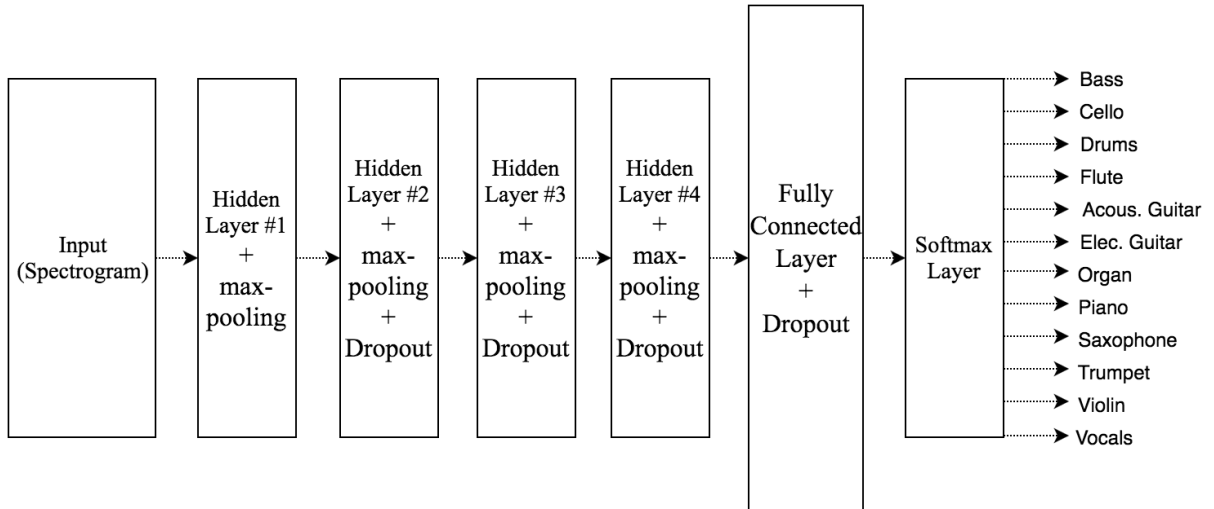 Input
(Spectrogram)
Hidden
Layer #1
+
max-
pooling
Hidden
Layer #2
+
max-
pooling
+
Dropout
Hidden
Layer #3
+
max-
pooling
+
Dropout
Hidden
Layer #4
+
max-
pooling
+
Dropout
Fully
Connected
Layer
+
Dropout
Softmax
Layer
Bass
Cello
Drums
Flute
Acous. Guitar
Elec. Guitar
Organ
Piano
Saxophone
Trumpet
Violin
Vocals